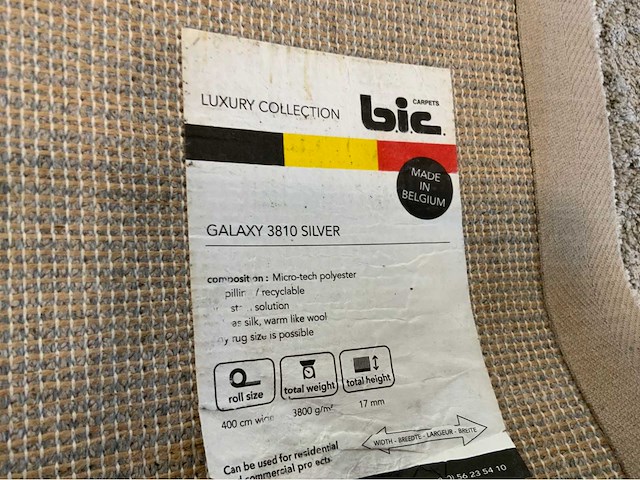 LUXURY COLLECTION
b.i.c. CARPETS
MADE
IN
BELGIUM
GALAXY 3810 SILVER
Micro-tech polyester
/ recyclable
solution
silk, warm like wool
rug size is possible
roll size
total weight
total height
400 cm wide
3800 g/m²
17 mm
WIDTH - BREEDTE - LARGEUR - BREITE
Can be used for residential
commercial
56 23 54 10